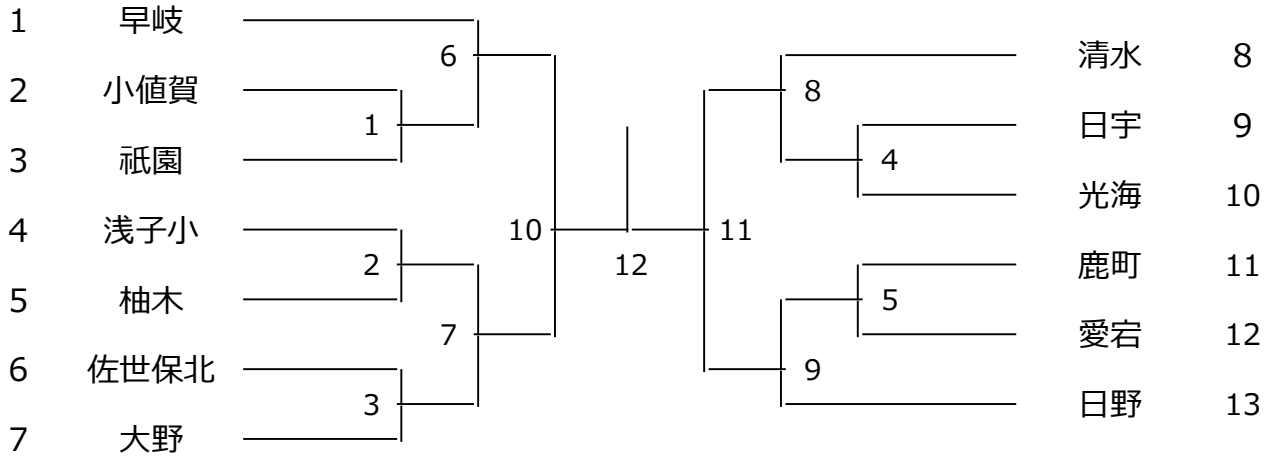 1 早岐
6
清水 8
2 小値賀
8
1
日宇 9
3 祇園
4
光海 10
4 浅子小
10
11
2
12
鹿町 11
5 柚木
5
7
愛宕 12
6 佐世保北
9
3
日野 13
7 大野